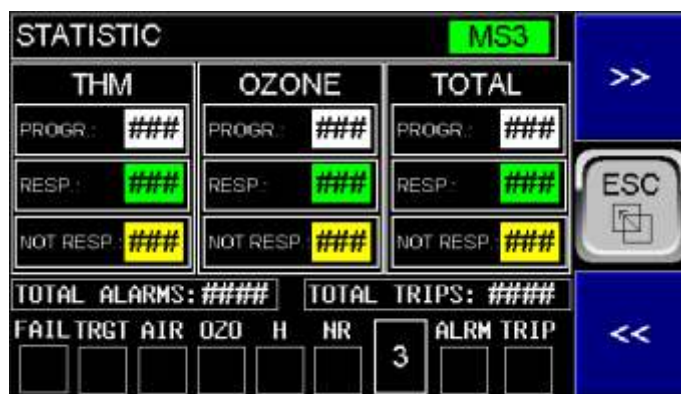 STATISTIC MS3 >>
THM OZONE TOTAL
PROGR.: ### PROGR.: ### PROGR.: ###
RESP.: ### RESP.: ### RESP.: ### ESC
NOT RESP.: ### NOT RESP.: ### NOT RESP.: ###
TOTAL ALARMS: #### TOTAL TRIPS: ####
FAIL TRGT AIR OZO H NR 3 ALRM TRIP <<